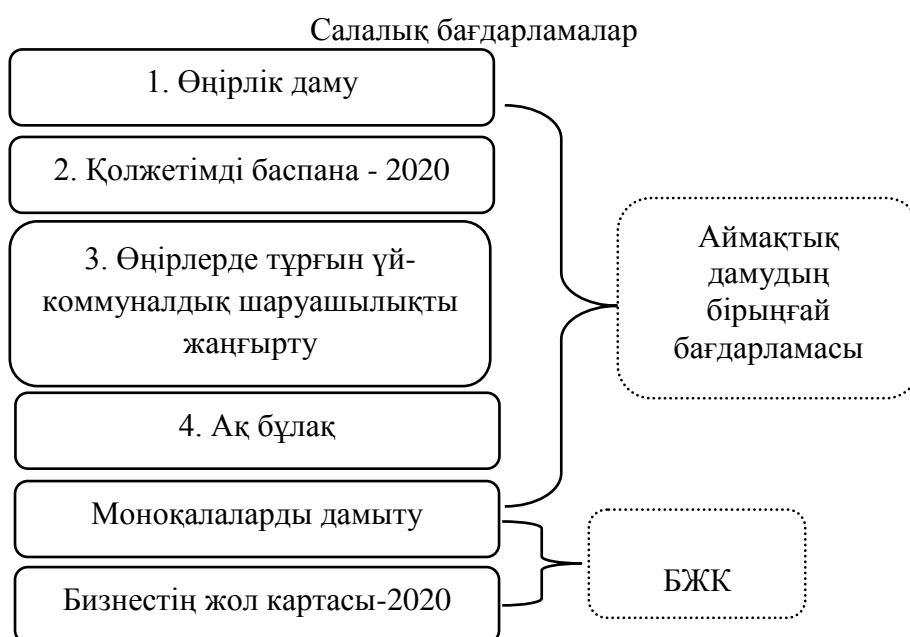 Салалық бағдарламалар
1. Өңірлік даму
2. Қолжетімді баспана - 2020
3. Өңірлерде тұрғын үй-
коммуналдық шаруашылықты
жаңғырту
4. Ақ бұлақ
Моноқалаларды дамыту
Бизнестің жол картасы-2020
Аймақтық
дамудың
бірыңғай
бағдарламасы
БЖК